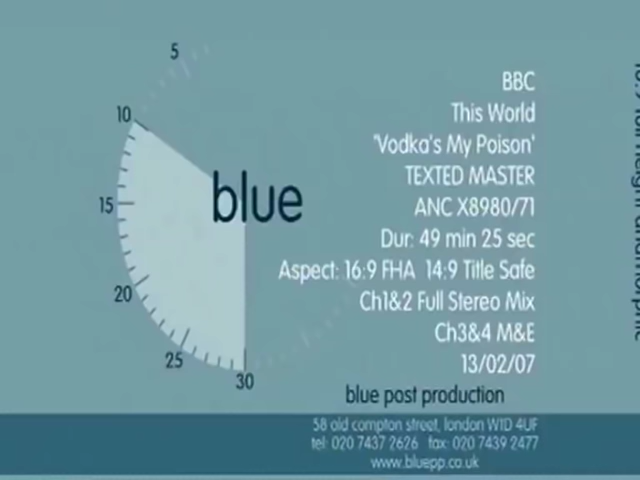 5
10
15
20
25
30
blue
BBC
This World
'Vodka's My Poison'
TEXTED MASTER
ANC X8980/71
Dur: 49 min 25 sec
Aspect: 16:9 FHA 14:9 Title Safe
Ch1&2 Full Stereo Mix
Ch3&4 M&E
13/02/07
blue post production
58 old compton street, london W1D 4UF
tel: 020 7437 2626 fax: 020 7439 2477
www.bluepp.co.uk
full height anamorphic